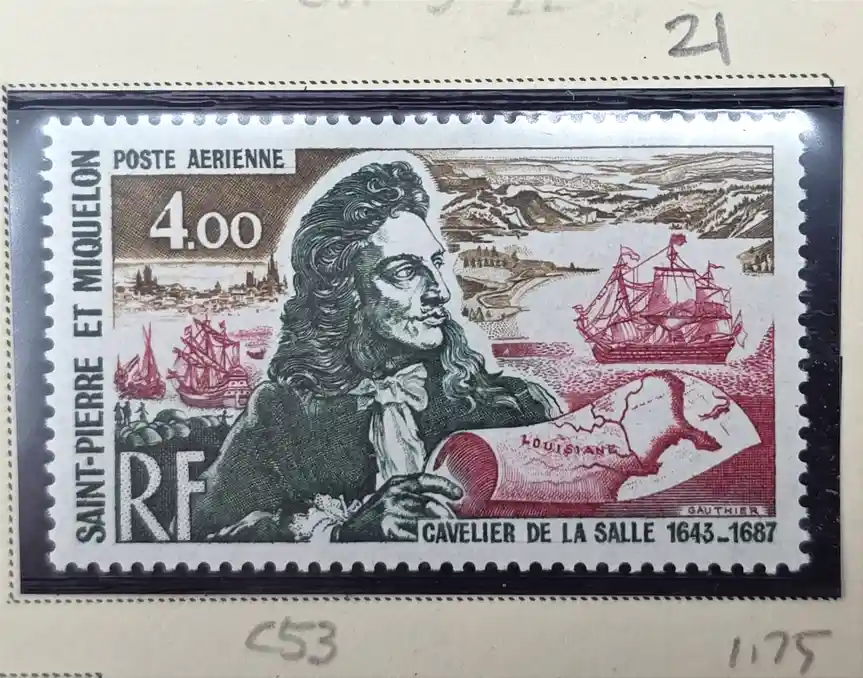 21
POSTE AERIENNE
4.00
SAINT-PIERRE ET MIQUELON
LOUISIANE
RF
GAUTHIER
CAVELIER DE LA SALLE 1643-1687
C53
1.75